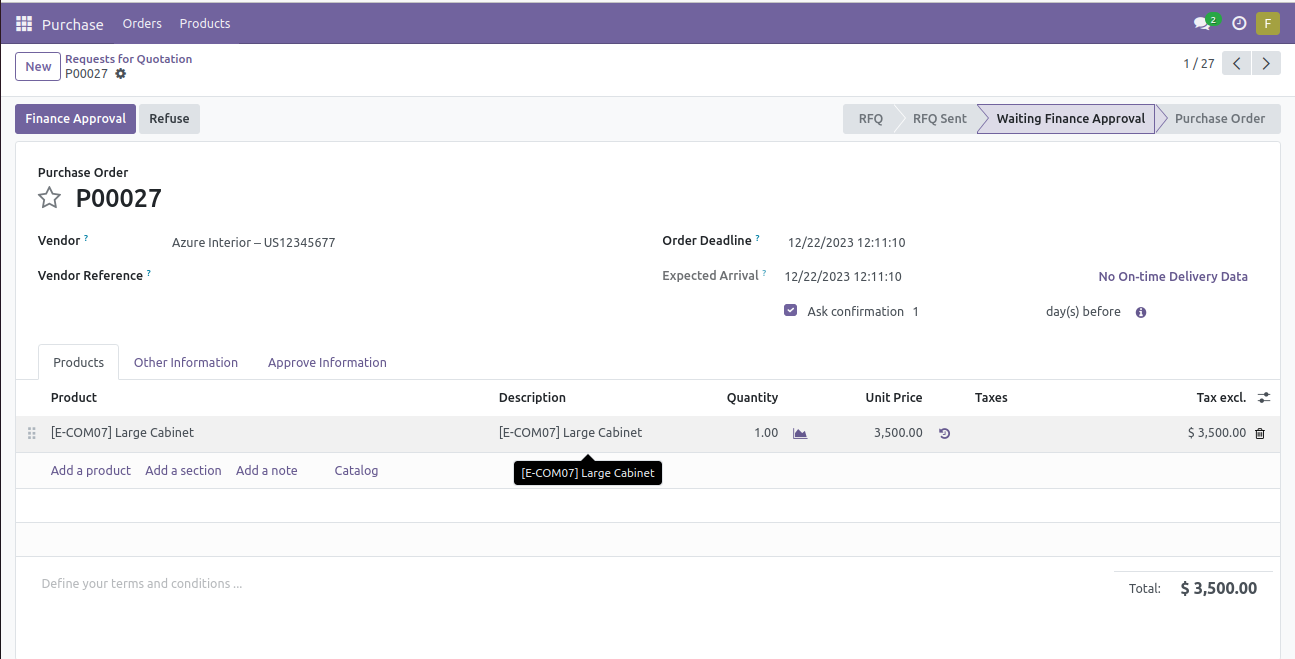 Purchase Orders Products 2 F
New Requests for Quotation
P00027 1 / 27
Finance Approval Refuse RFQ RFQ Sent Waiting Finance Approval Purchase Order
Purchase Order
P00027
Vendor ? Azure Interior – US12345677 Order Deadline ? 12/22/2023 12:11:10
Vendor Reference ? Expected Arrival ? 12/22/2023 12:11:10 No On-time Delivery Data
Ask confirmation 1 day(s) before
Products Other Information Approve Information
Product Description Quantity Unit Price Taxes Tax excl.
[E-COM07] Large Cabinet [E-COM07] Large Cabinet 1.00 3,500.00 $ 3,500.00
Add a product Add a section Add a note Catalog [E-COM07] Large Cabinet
Define your terms and conditions ... Total: $ 3,500.00